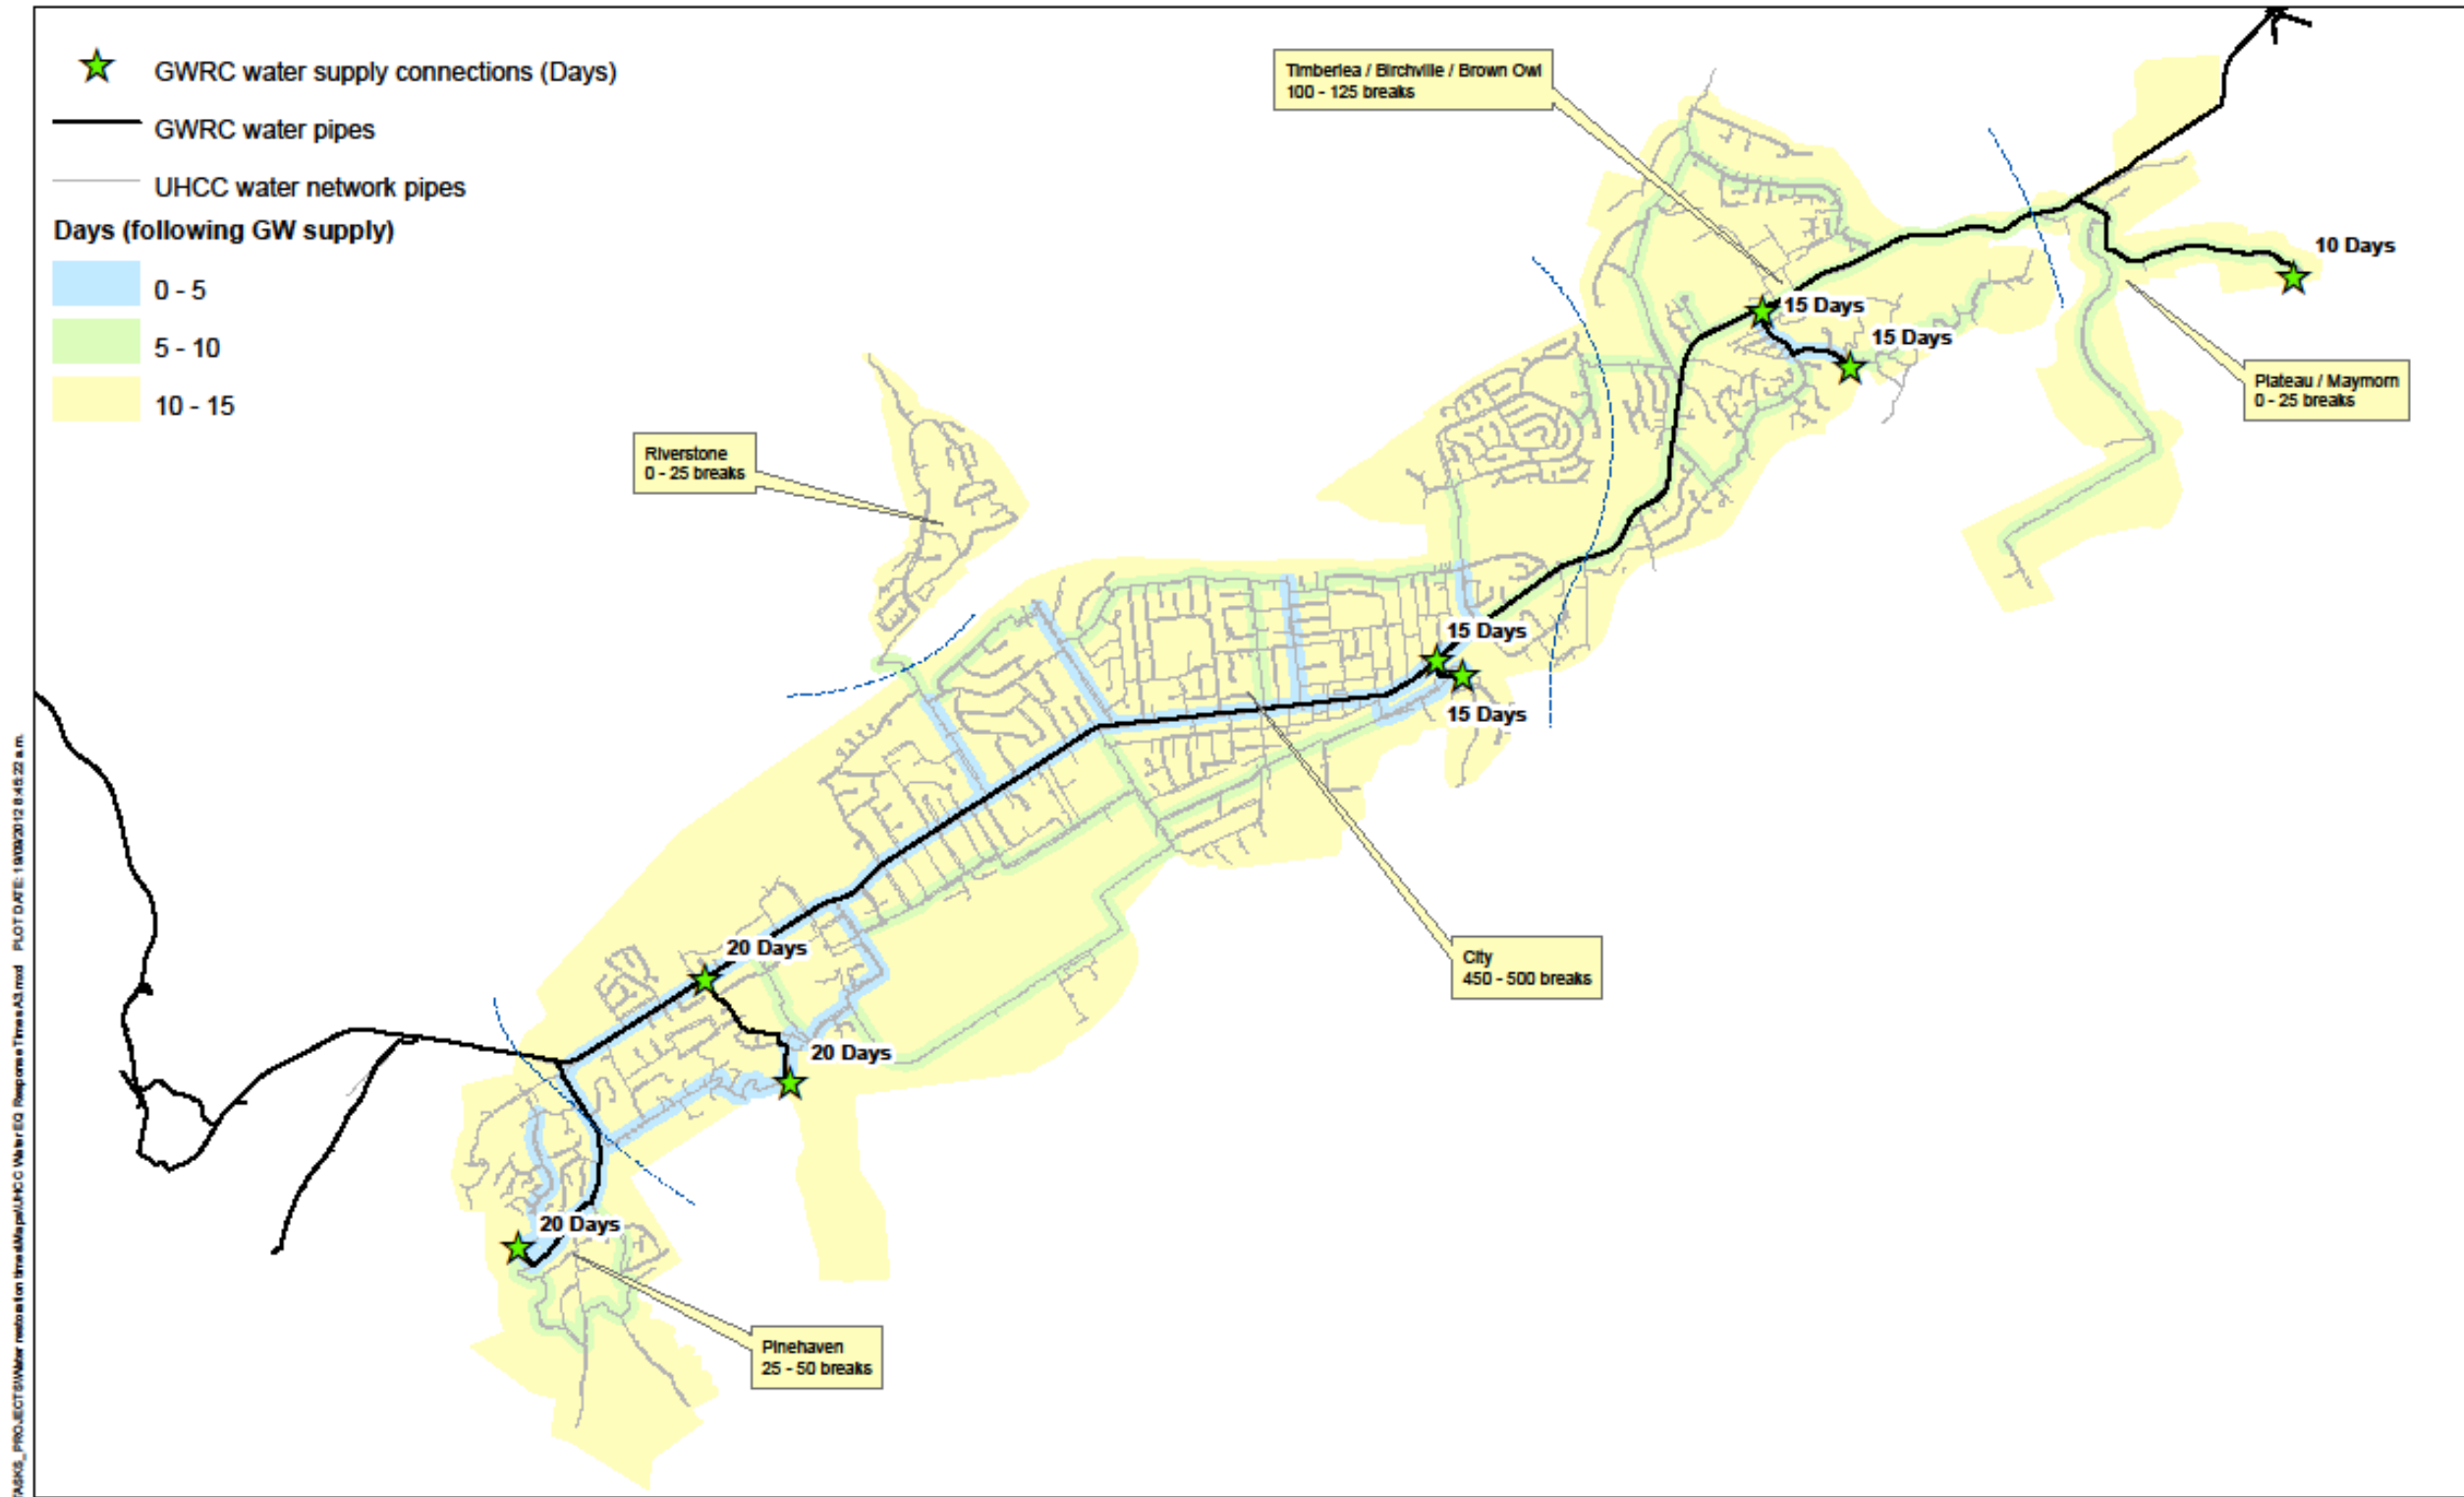 GWRC water supply connections (Days)
GWRC water pipes
UHCC water network pipes
Days (following GW supply)
0 - 5
5 - 10
10 - 15
Timberlea / Birchville / Brown Owl
100 - 125 breaks
10 Days
15 Days
15 Days
Plateau / Maymorn
0 - 25 breaks
Riverstone
0 - 25 breaks
15 Days
15 Days
City
450 - 500 breaks
20 Days
20 Days
20 Days
Pinehaven
25 - 50 breaks
PLOT DATE: